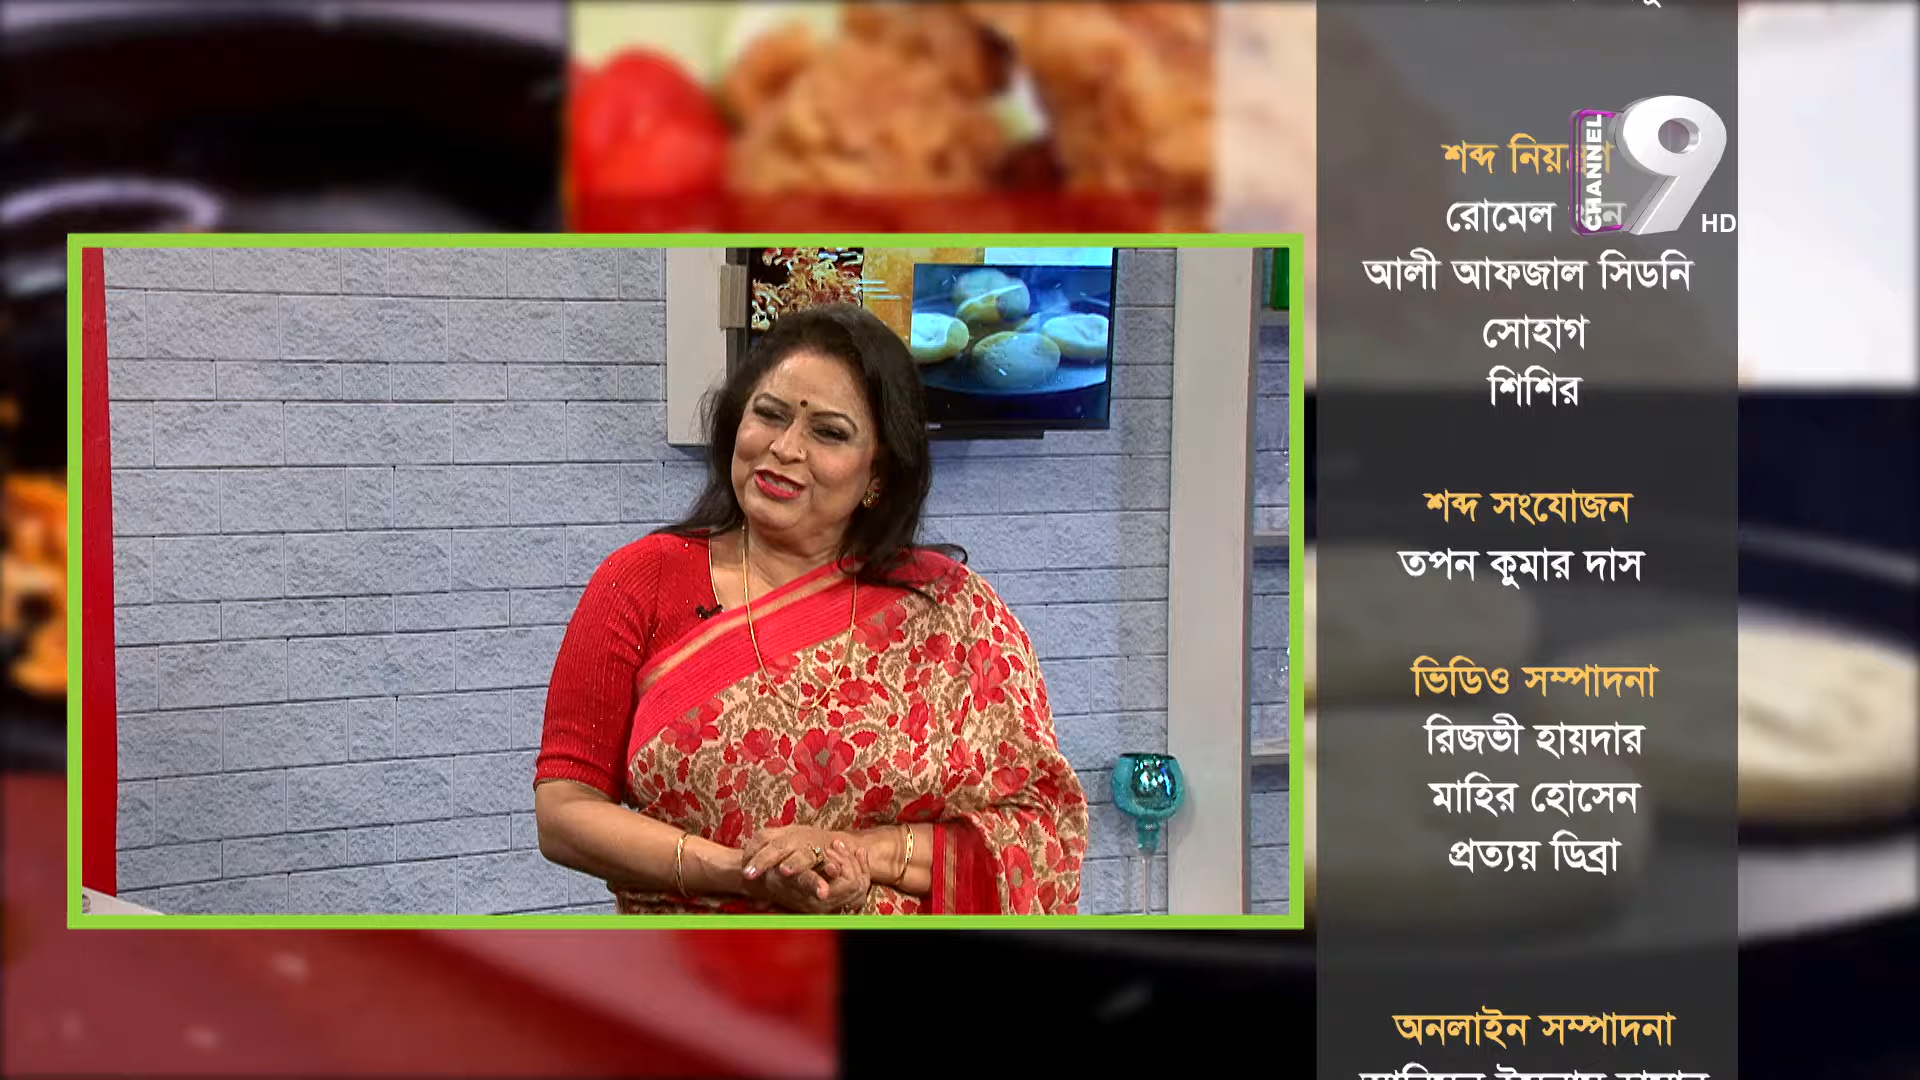 শব্দ
রোমেল
আলী আফজাল সিডনি
সোহাগ
শিশির
শব্দ সংযোজন
তপন কুমার দাস
ভিডিও সম্পাদনা
রিজভী হায়দার
মাহির হোসেন
প্রত্যয় ডিব্রা
অনলাইন সম্পাদনা
CHANNEL 9
HD